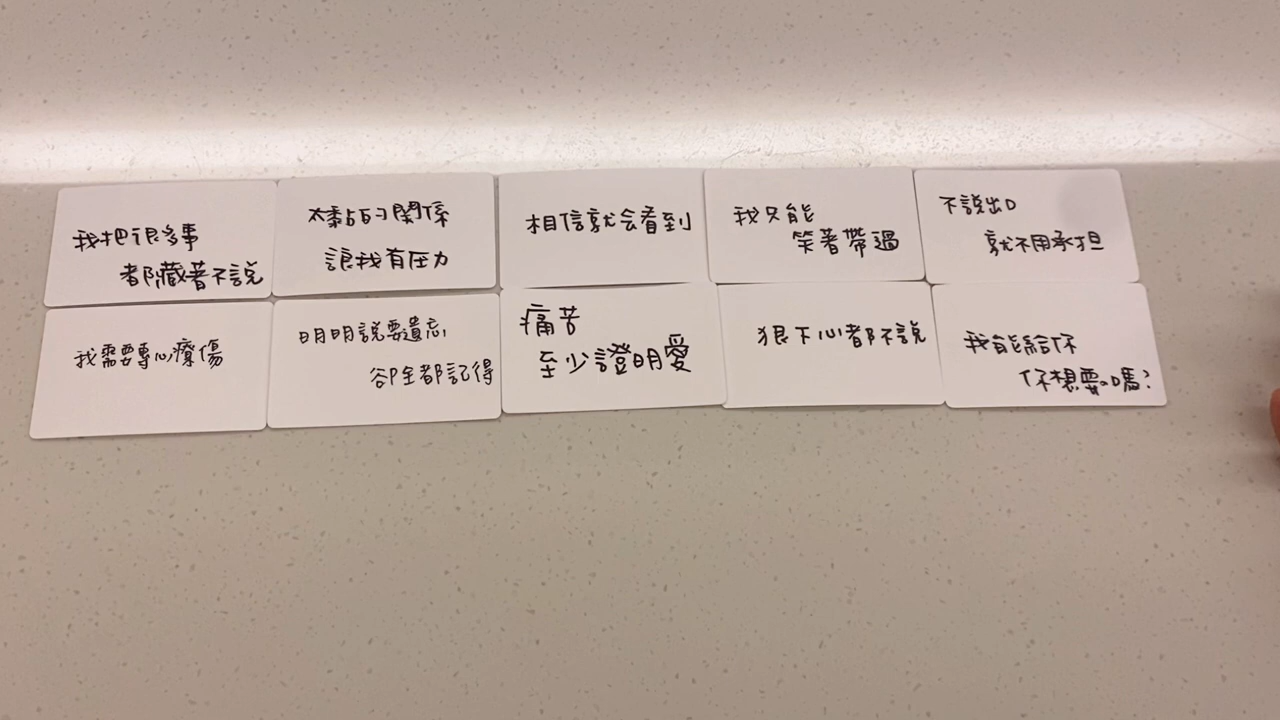 我把很多事
都藏著不說
太黏的關係
讓我有压力
相信就会看到
我只能
笑著帶過
不說出口
就不用承担
我需要專心療傷
明明說要遺忘
卻全都記得
痛苦
至少證明愛
狠下心都不說
我能給你
你想要的嗎?